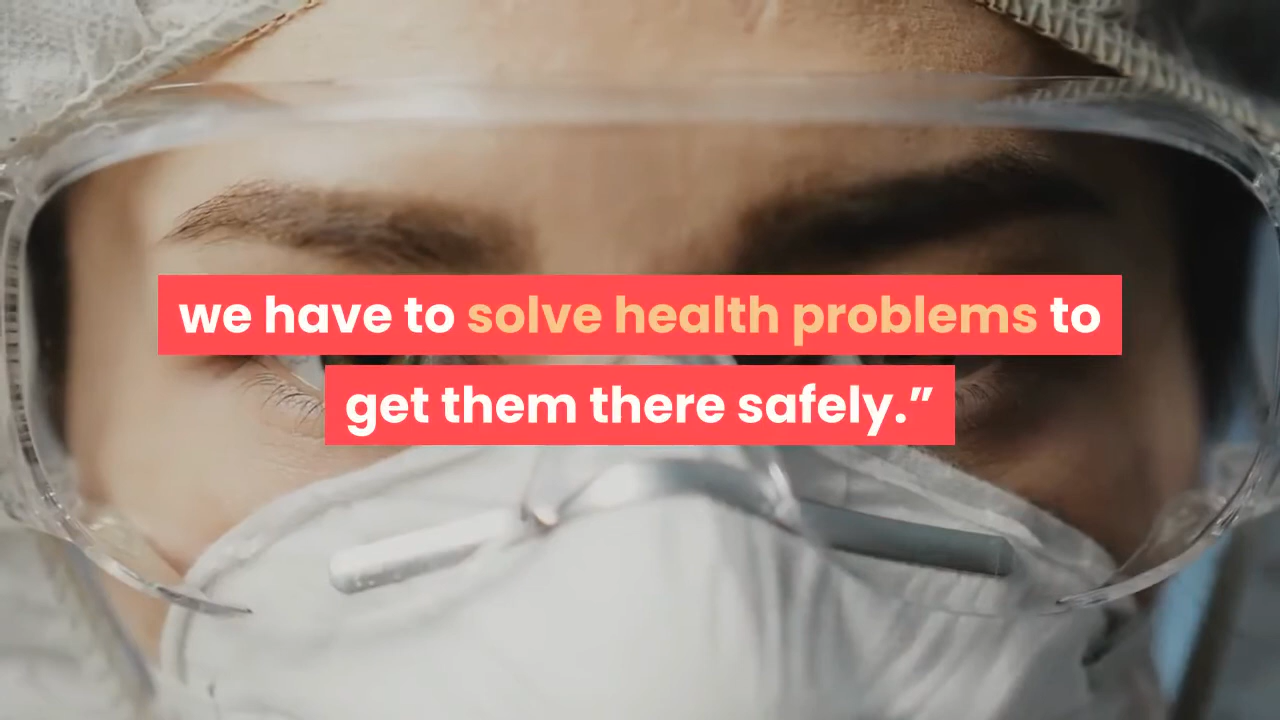 we have to solve health problems to
get them there safely.”